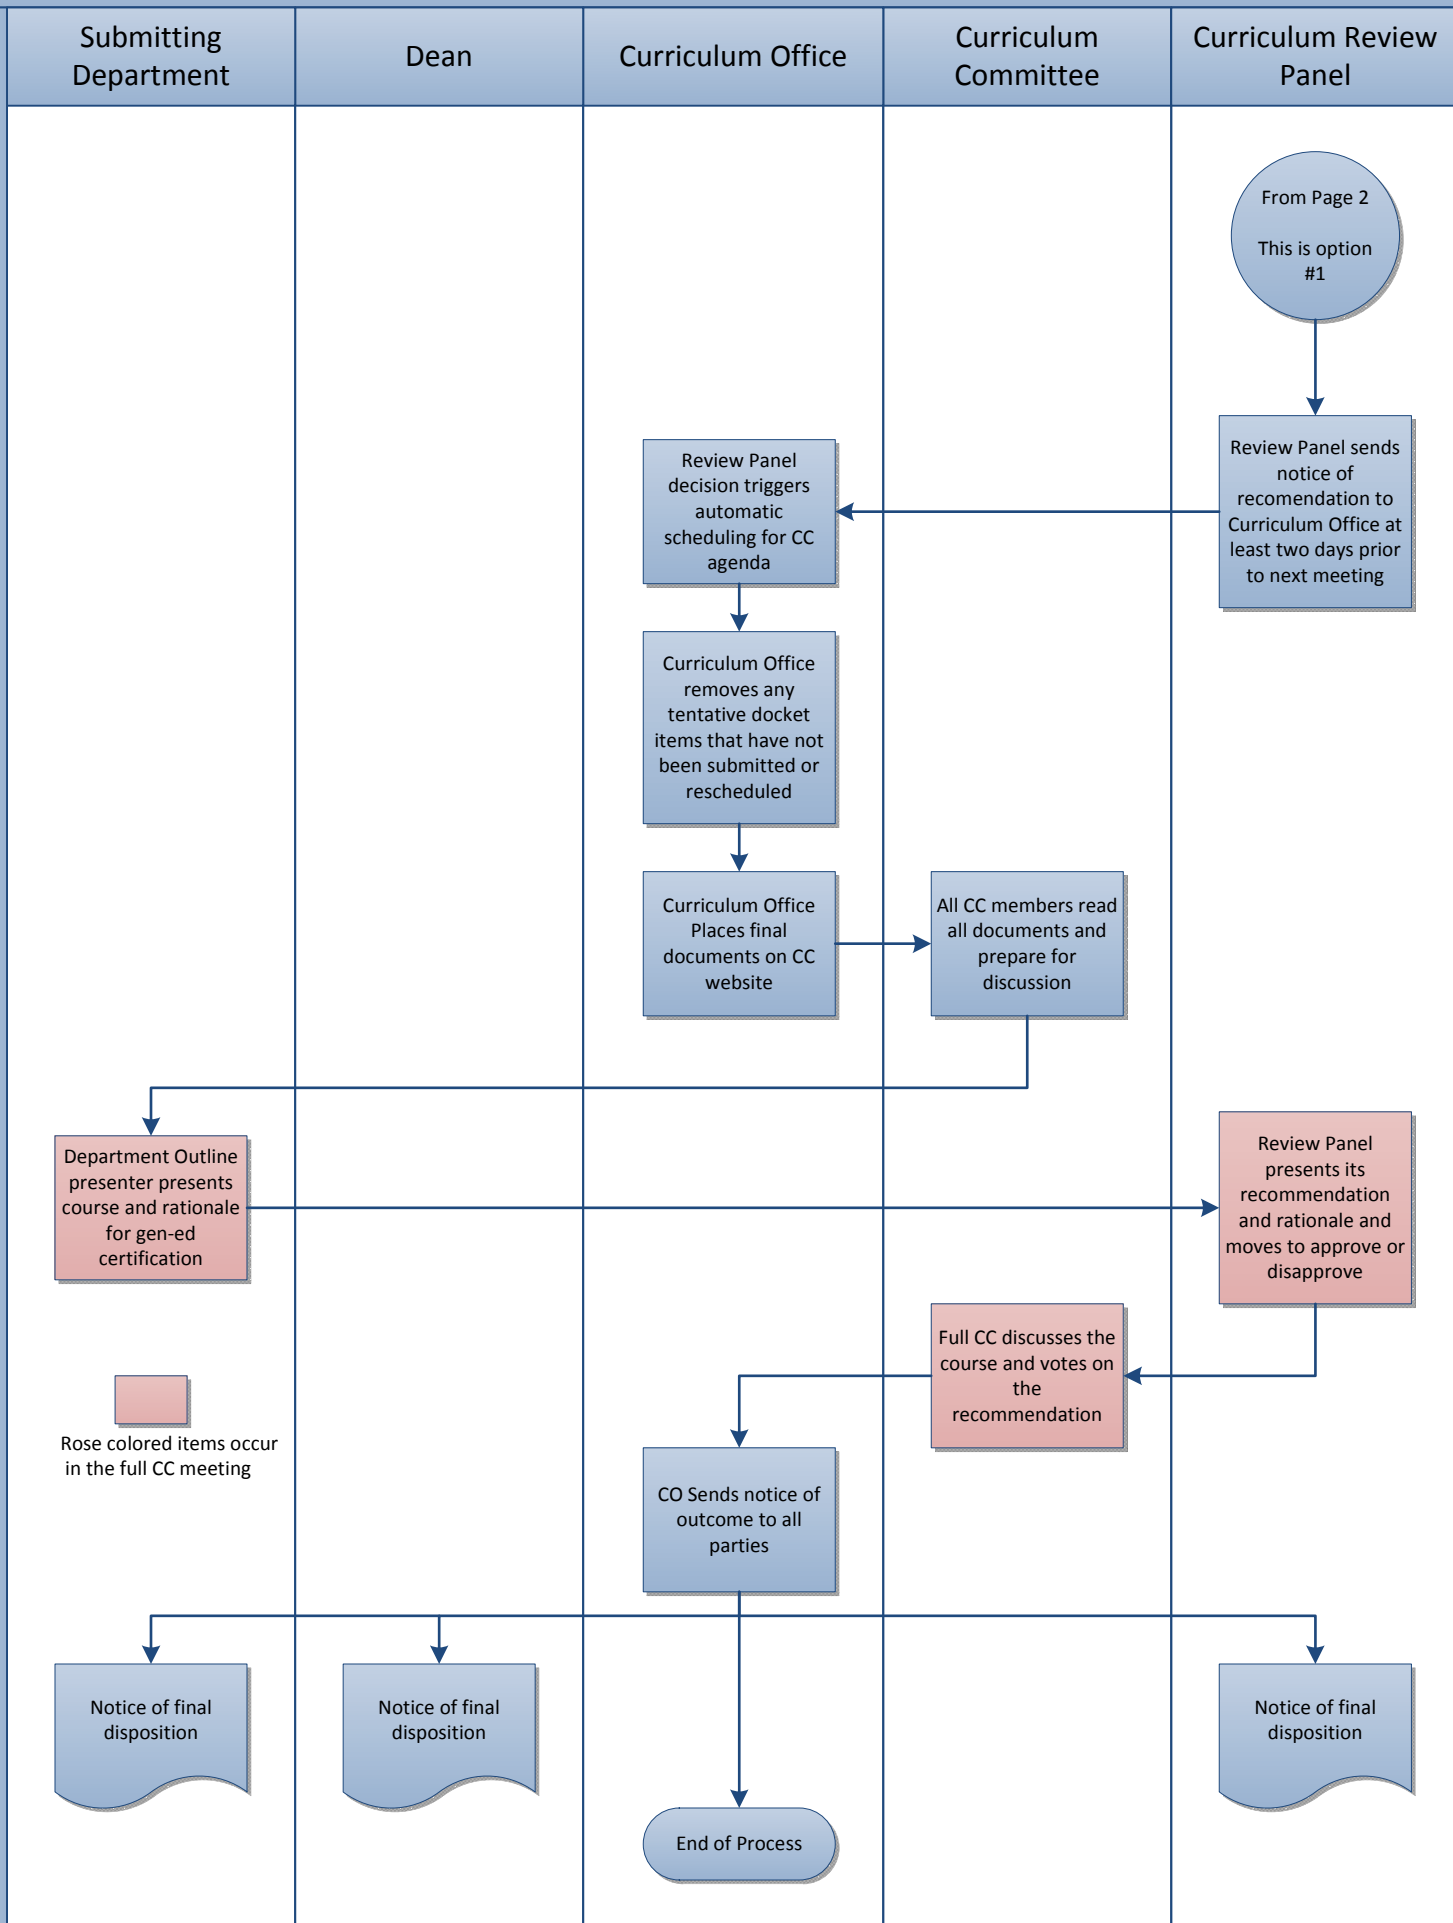 Submitting
Department
Dean
Curriculum Office
Curriculum
Committee
Curriculum Review
Panel
From Page 2
This is option
#1
Review Panel sends
notice of
recomendation to
Curriculum Office at
least two days prior
to next meeting
Review Panel
decision triggers
automatic
scheduling for CC
agenda
Curriculum Office
removes any
tentative docket
items that have not
been submitted or
rescheduled
Curriculum Office
Places final
documents on CC
website
All CC members read
all documents and
prepare for
discussion
Department Outline
presenter presents
course and rationale
for gen-ed
certification
Review Panel
presents its
recommendation
and rationale and
moves to approve or
disapprove
Full CC discusses the
course and votes on
the
recommendation
Rose colored items occur
in the full CC meeting
CO Sends notice of
outcome to all
parties
Notice of final
disposition
Notice of final
disposition
Notice of final
disposition
End of Process